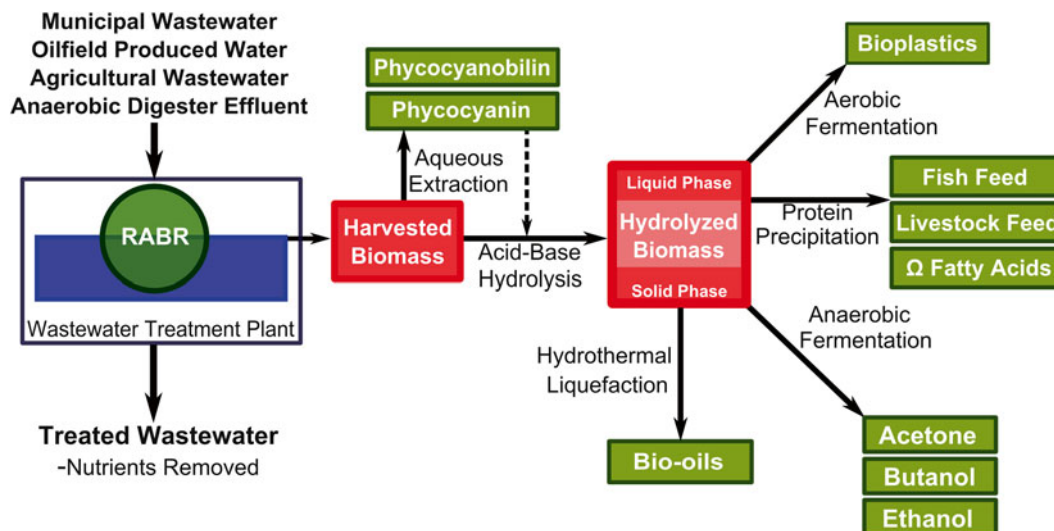 Municipal Wastewater
Oilfield Produced Water
Agricultural Wastewater
Anaerobic Digester Effluent
RABR
Wastewater Treatment Plant
Treated Wastewater
-Nutrients Removed
Phycocyanobilin
Phycocyanin
Aqueous
Extraction
Harvested
Biomass
Acid-Base
Hydrolysis
Liquid Phase
Hydrolyzed
Biomass
Solid Phase
Aerobic
Fermentation
Bioplastics
Protein
Precipitation
Fish Feed
Livestock Feed
Ω Fatty Acids
Anaerobic
Fermentation
Acetone
Butanol
Ethanol
Hydrothermal
Liquefaction
Bio-oils